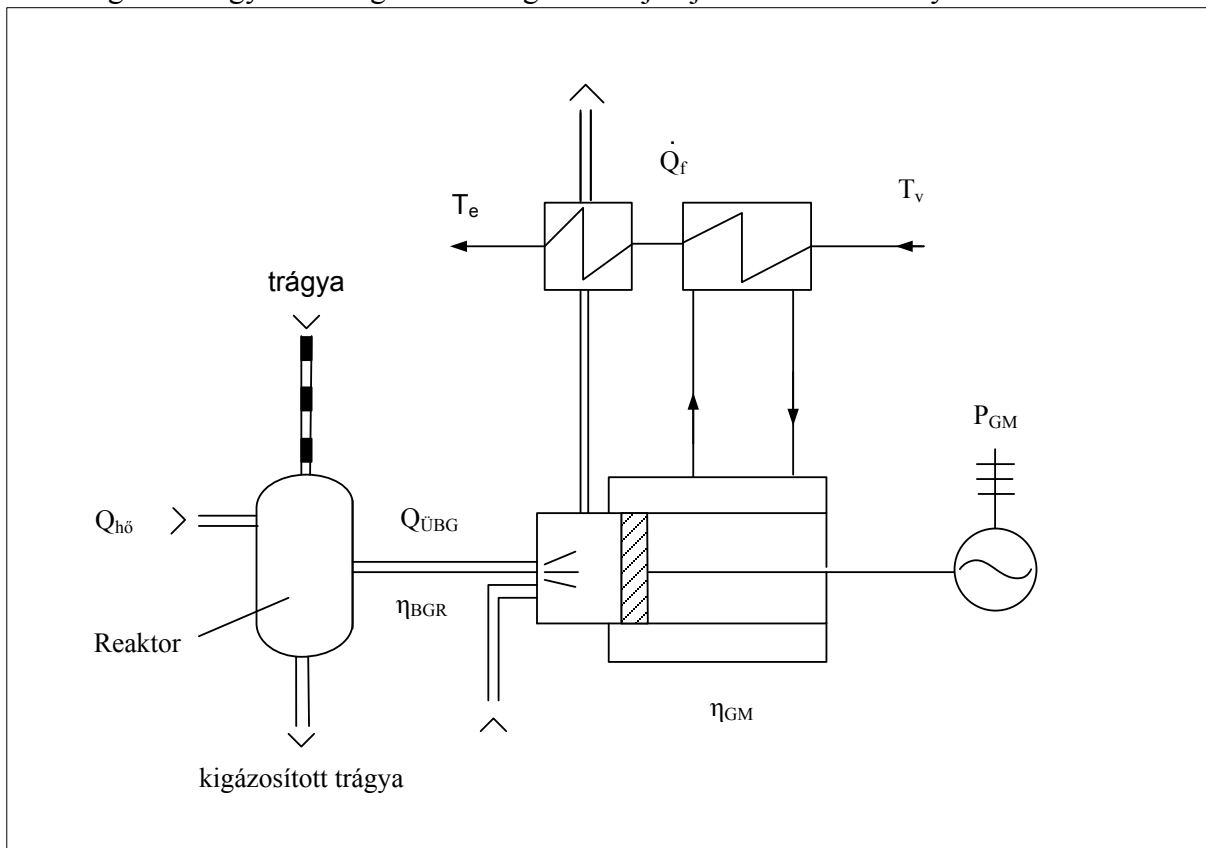 Q̇f
Te
Tv
trágya
PGM
Qhő
QÜBG
ηBGR
Reaktor
ηGM
kigázosított trágya